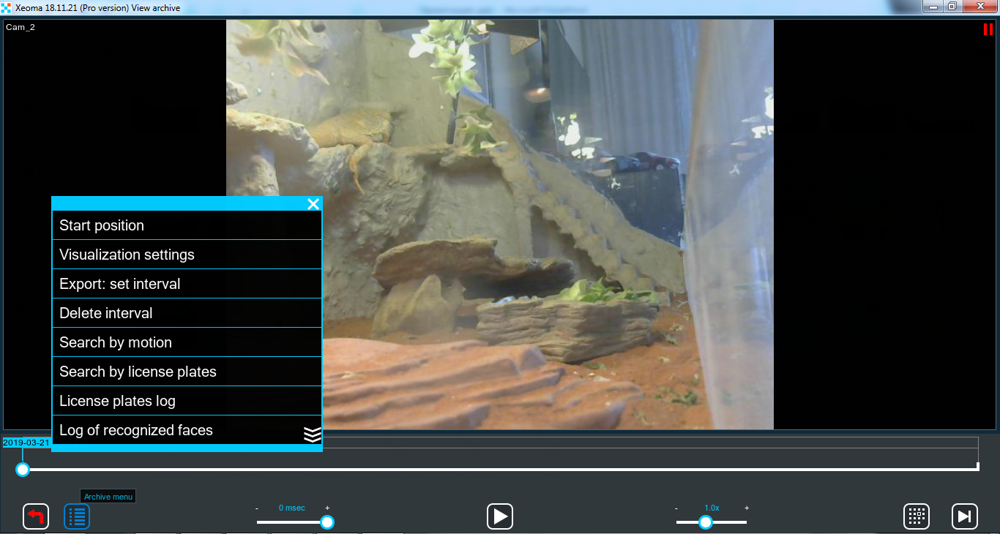 Xeoma 18.11.21 (Pro version) View archive
Cam_2
Start position
Visualization settings
Export: set interval
Delete interval
Search by motion
Search by license plates
License plates log
Log of recognized faces
2019-03-21
Archive menu
- 0 msec +
- 1.0x +